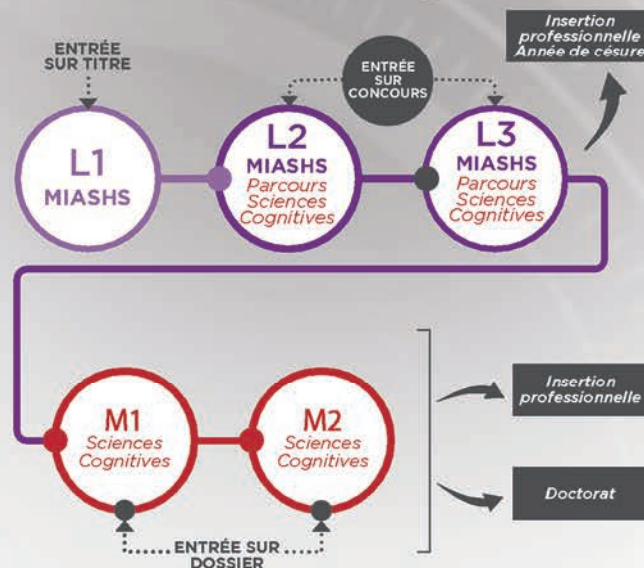 ENTRÉE
SUR TITRE
ENTRÉE
SUR
CONCOURS
Insertion
professionnelle
Année de césure
L1
MIASHS
L2
MIASHS
Parcours
Sciences
Cognitives
L3
MIASHS
Parcours
Sciences
Cognitives
M1
Sciences
Cognitives
M2
Sciences
Cognitives
Insertion
professionnelle
Doctorat
ENTRÉE SUR
DOSSIER